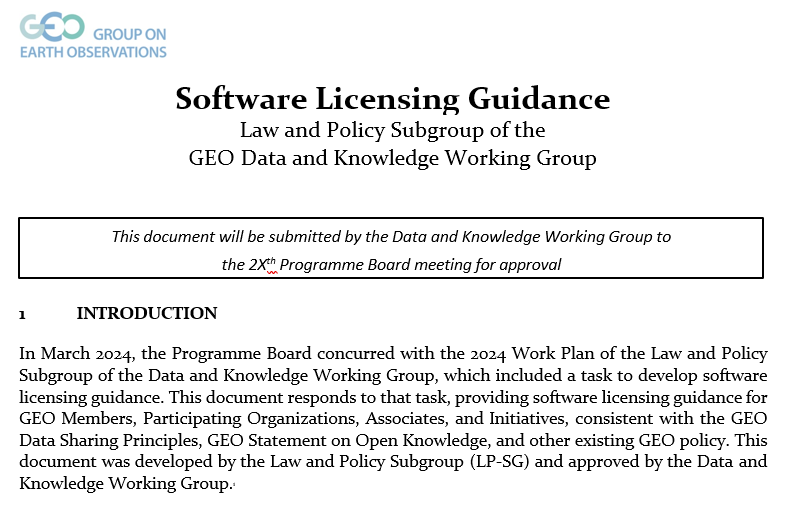 GEO GROUP ON
EARTH OBSERVATIONS
Software Licensing Guidance
Law and Policy Subgroup of the
GEO Data and Knowledge Working Group
This document will be submitted by the Data and Knowledge Working Group to
the 2Xth Programme Board meeting for approval
1 INTRODUCTION
In March 2024, the Programme Board concurred with the 2024 Work Plan of the Law and Policy
Subgroup of the Data and Knowledge Working Group, which included a task to develop software
licensing guidance. This document responds to that task, providing software licensing guidance for
GEO Members, Participating Organizations, Associates, and Initiatives, consistent with the GEO
Data Sharing Principles, GEO Statement on Open Knowledge, and other existing GEO policy. This
document was developed by the Law and Policy Subgroup (LP-SG) and approved by the Data and
Knowledge Working Group.